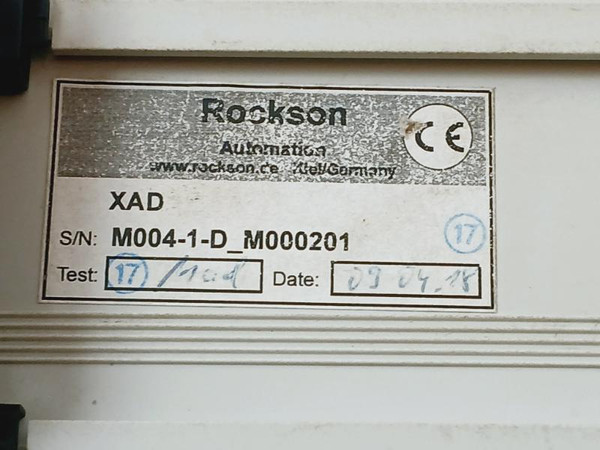 Rockson
CE
Automation
www.rockson.de Kiel/Germany
XAD
S/N: M004-1-D_M000201
17
Test: 17
Date: 09 04.18